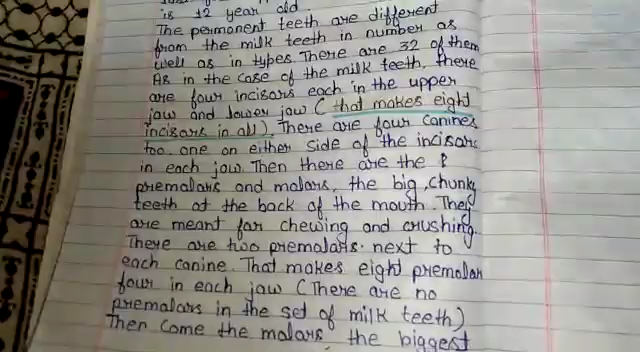 is 12 year old.
The permanent teeth are different
from the milk teeth in number as
well as in types. There are 32 of them
As in the case of the milk teeth, there
are four incisors each in the upper
jaw and lower jaw ( that makes eight
incisors in all). There are four canines
too. one on either side of the incisors
in each jaw. Then there are the P
premolars and molars, the big, chunky
teeth at the back of the mouth. They
are meant for chewing and crushing.
There are two premolars. next to
each canine. That makes eight premolar
four in each jaw (There are no
premolars in the set of milk teeth)
Then come the molars, the biggest